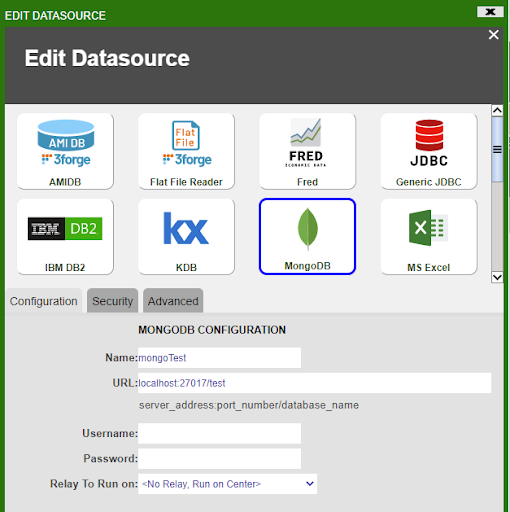 EDIT DATASOURCE
Edit Datasource
AMI DB
3forge
AMIDB
Flat
File
3forge
Flat File Reader
FRED
ECONOMIC DATA
Fred
JDBC
Generic JDBC
IBM DB2
IBM DB2
kx
KDB
MongoDB
MS Excel
Configuration Security Advanced
MONGODB CONFIGURATION
Name: mongoTest
URL: localhost:27017/test
server_address:port_number/database_name
Username:
Password:
Relay To Run on: <No Relay, Run on Center>